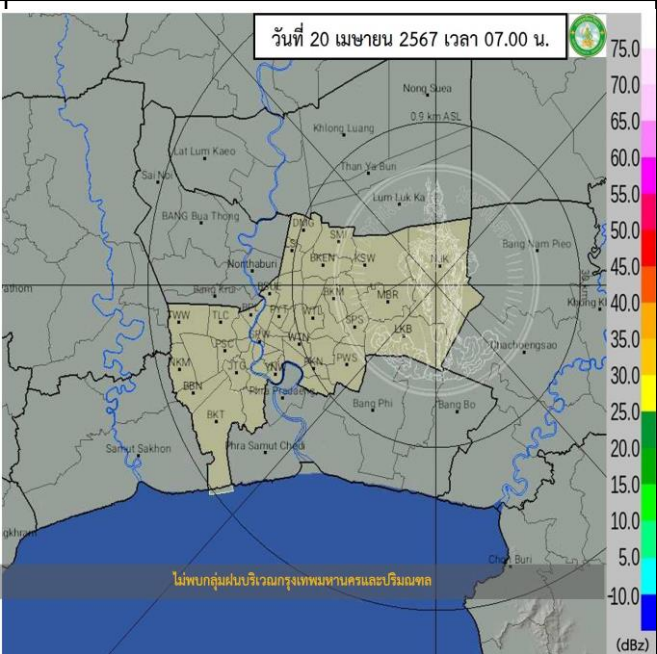 วันที่ 20 เมษายน 2567 เวลา 07.00 น.
75.0
70.0
65.0
60.0
55.0
50.0
45.0
40.0
35.0
30.0
25.0
20.0
15.0
10.0
5.0
-10.0
(dBz)
Nong Suea
0.9 km ASL
Khlong Luang
Lat Lum Kaeo
Than Ya Buri
Sai Noi
Lum Luk Ka
BANG Bua Thong
DMG
SMI
Bang Nam Pieo
BKEN
KSW
NJK
Nonthaburi
Bang Krui
BKM
MBR
TWW
TLC
PYT
WTL
SPS
LKB
PSC
WTN
Chachoengsao
NKM
JTG
PKN
PWS
BBN
Phra Pradaeng
BKT
Bang Phi
Bang Bo
Samut Sakhon
Phra Samut Chedi
Chon Buri
ไม่พบกลุ่มฝนบริเวณกรุงเทพมหานครและปริมณฑล